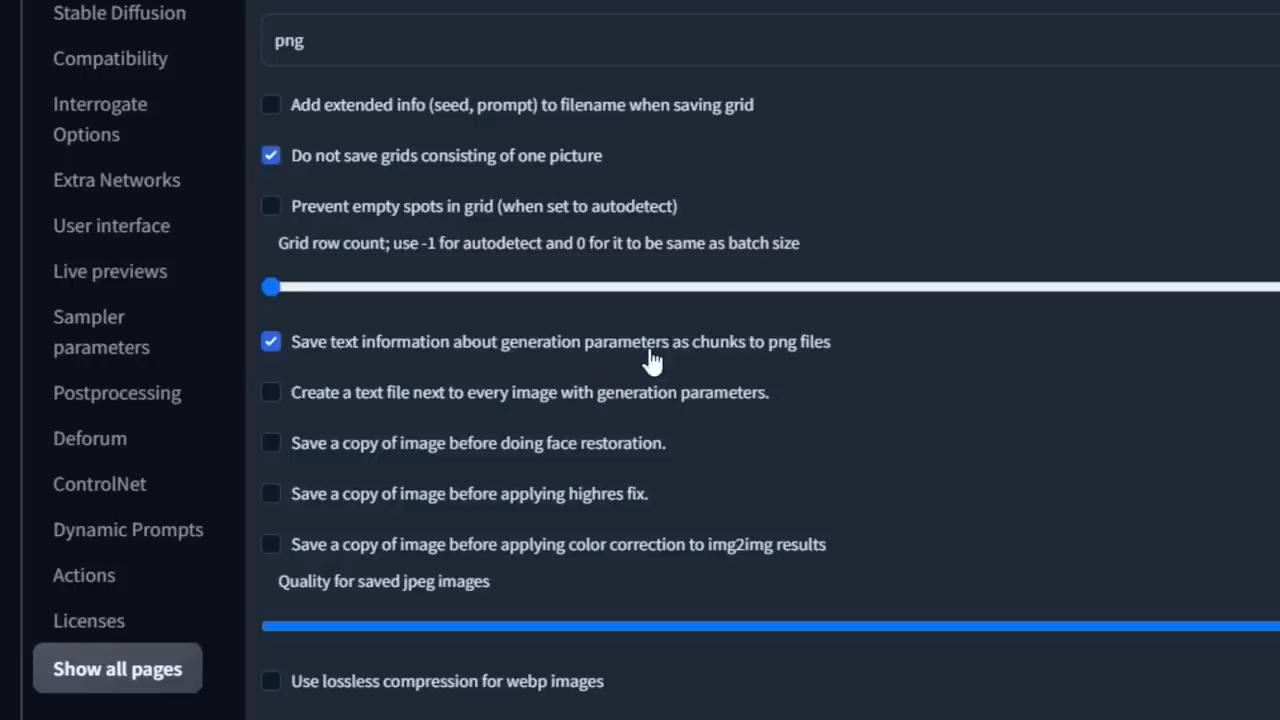 Stable Diffusion
Compatibility
Interrogate
Options
Extra Networks
User interface
Live previews
Sampler
parameters
Postprocessing
Deforum
ControlNet
Dynamic Prompts
Actions
Licenses
Show all pages
png
Add extended info (seed, prompt) to filename when saving grid
Do not save grids consisting of one picture
Prevent empty spots in grid (when set to autodetect)
Grid row count; use -1 for autodetect and 0 for it to be same as batch size
Save text information about generation parameters as chunks to png files
Create a text file next to every image with generation parameters.
Save a copy of image before doing face restoration.
Save a copy of image before applying highres fix.
Save a copy of image before applying color correction to img2img results
Quality for saved jpeg images
Use lossless compression for webp images